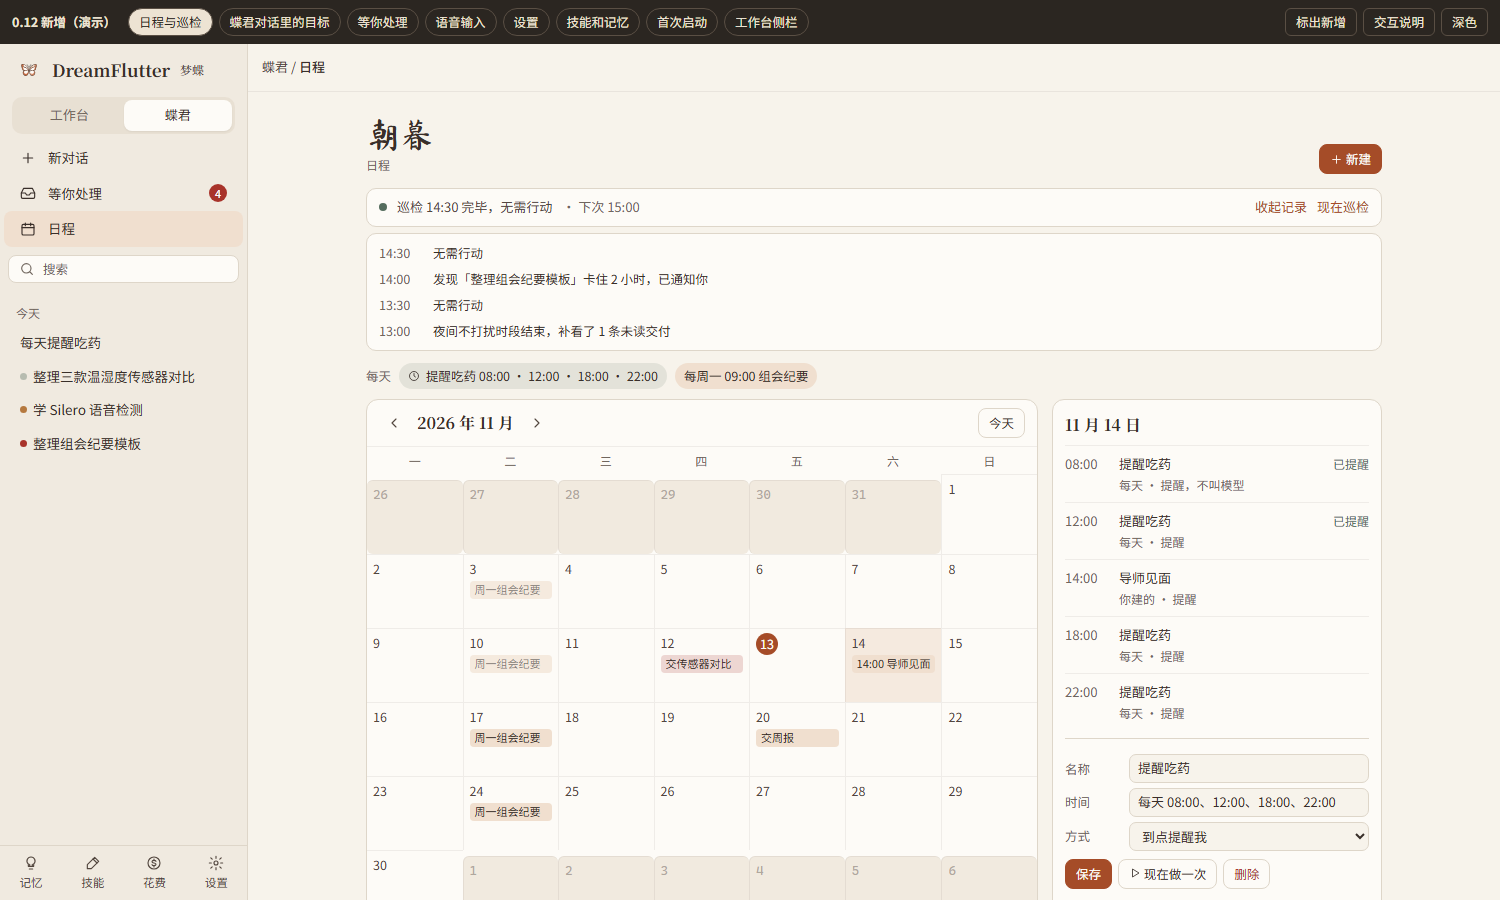 0.12 新增（演示） 日程与巡检 蝶君对话里的目标 等你处理 语音输入 设置 技能和记忆 首次启动 工作台侧栏 标出新增 交互说明 深色
DreamFlutter 梦蝶
工作台 蝶君
新对话
等你处理 4
日程
搜索
今天
每天提醒吃药
整理三款温湿度传感器对比
学 Silero 语音检测
整理组会纪要模板
记忆 技能 花费 设置
蝶君 / 日程
朝暮
日程
+ 新建
巡检 14:30 完毕，无需行动 · 下次 15:00 收起记录 现在巡检
14:30 无需行动
14:00 发现「整理组会纪要模板」卡住 2 小时，已通知你
13:30 无需行动
13:00 夜间不打扰时段结束，补看了 1 条未读交付
每天 提醒吃药 08:00 · 12:00 · 18:00 · 22:00 每周一 09:00 组会纪要
2026 年 11 月 今天
一 二 三 四 五 六 日
26 27 28 29 30 31 1
2 3 4 5 6 7 8
周一组会纪要
9 10 11 12 13 14 15
周一组会纪要 交传感器对比 14:00 导师见面
16 17 18 19 20 21 22
周一组会纪要 交周报
23 24 25 26 27 28 29
周一组会纪要
30 1 2 3 4 5 6
11 月 14 日
08:00 提醒吃药 已提醒
每天 · 提醒，不叫模型
12:00 提醒吃药 已提醒
每天 · 提醒
14:00 导师见面
你建的 · 提醒
18:00 提醒吃药
每天 · 提醒
22:00 提醒吃药
每天 · 提醒
名称 提醒吃药
时间 每天 08:00、12:00、18:00、22:00
方式 到点提醒我
保存 现在做一次 删除